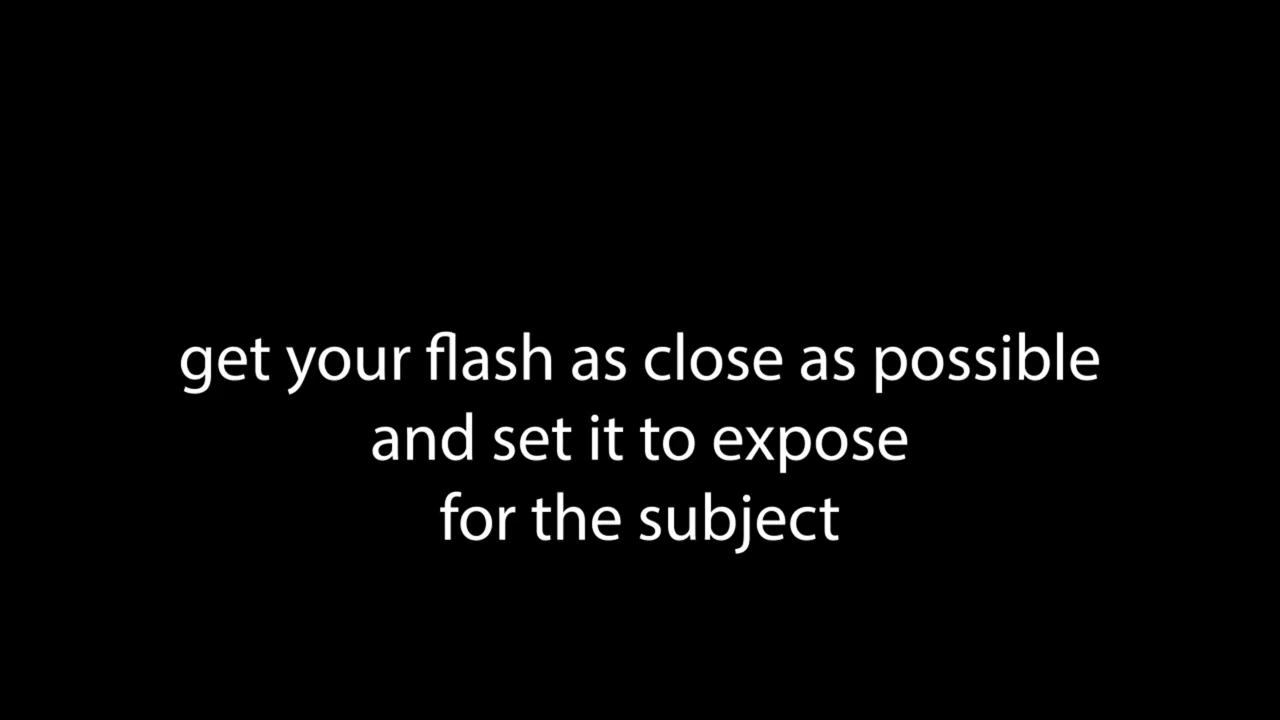 get your flash as close as possible
and set it to expose
for the subject